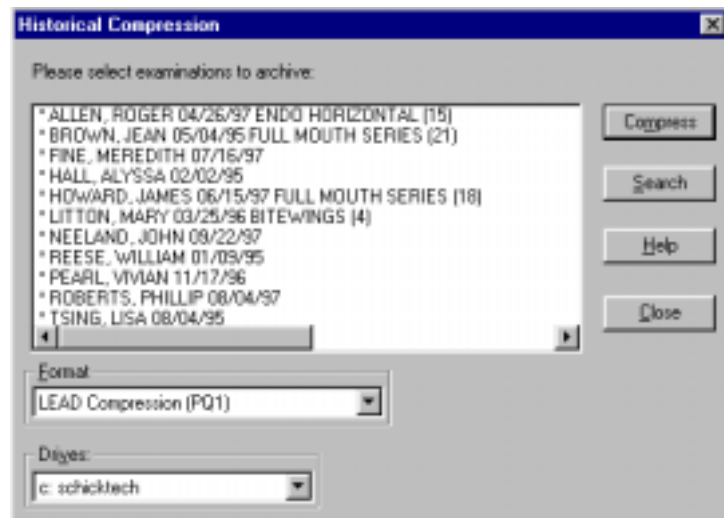 Historical Compression
Please select examinations to archive:
* ALLEN, ROGER 04/26/97 ENDO HORIZONTAL (15)
* BROWN, JEAN 05/04/95 FULL MOUTH SERIES (21)
* FINE, MEREDITH 07/16/97
* HALL, ALYSSA 02/02/95
* HOWARD, JAMES 06/15/97 FULL MOUTH SERIES (18)
* LITTON, MARY 03/25/96 BITEWINGS (4)
* NEELAND, JOHN 09/22/97
* REESE, WILLIAM 01/09/95
* PEARL, VIVIAN 11/17/96
* ROBERTS, PHILLIP 08/04/97
* TSING, LISA 08/04/95
Compress
Search
Help
Close
Format
LEAD Compression (PQ1)
Drives:
c: schicktech